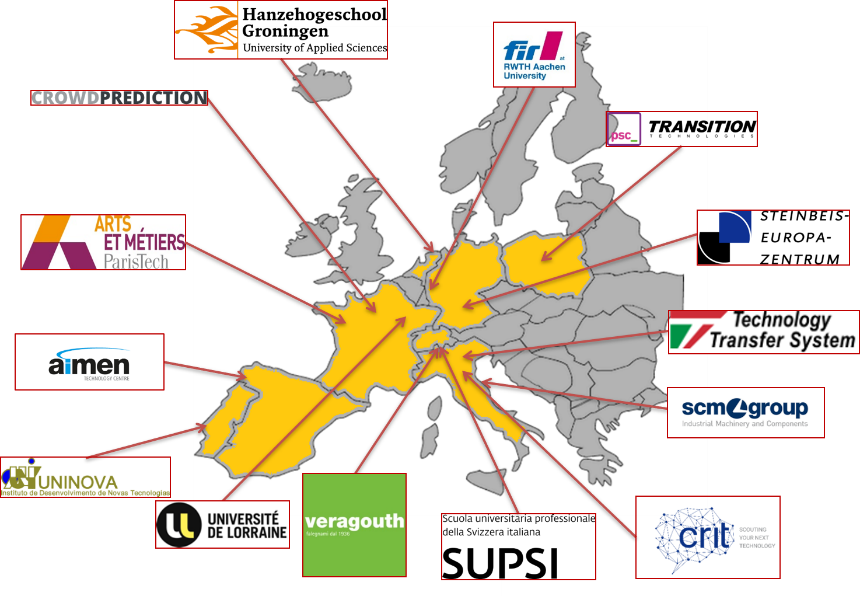 Hanzehogeschool
Groningen
University of Applied Sciences
fir at
RWTH Aachen
University
CROWDPREDICTION
psc_
TRANSITION
TECHNOLOGIES
ARTS
ET MÉTIERS
ParisTech
STEINBEIS-
EUROPA-
ZENTRUM
Technology
Transfer System
aimen
TECHNOLOGY CENTRE
scm group
Industrial Machinery and Components
UNINOVA
Instituto de Desenvolvimento de Novas Tecnologias
UNIVERSITÉ
DE LORRAINE
veragouth
Scuola universitaria professionale
della Svizzera italiana
SUPSI
crit
SCOUTING
YOUR NEXT
TECHNOLOGY